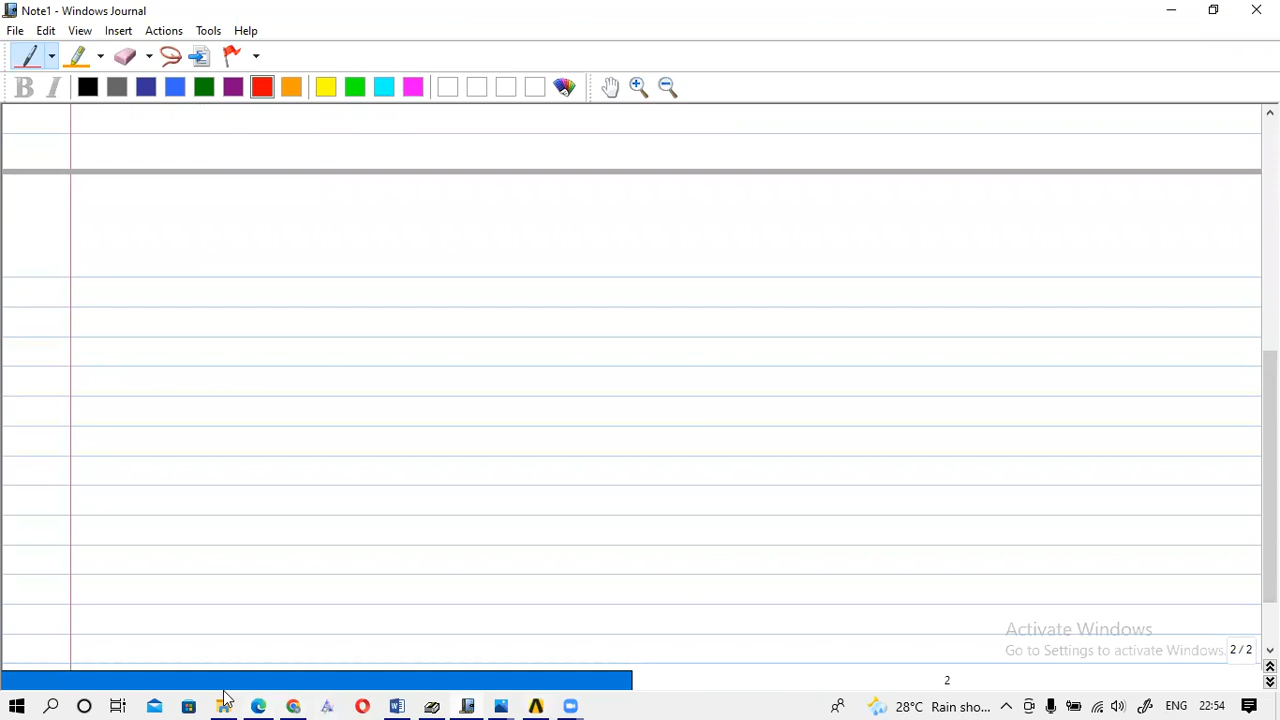 Note1 - Windows Journal
File Edit View Insert Actions Tools Help
B I
Activate Windows
Go to Settings to activate Windows.
2 / 2
2
28°C Rain sho... ENG 22:54